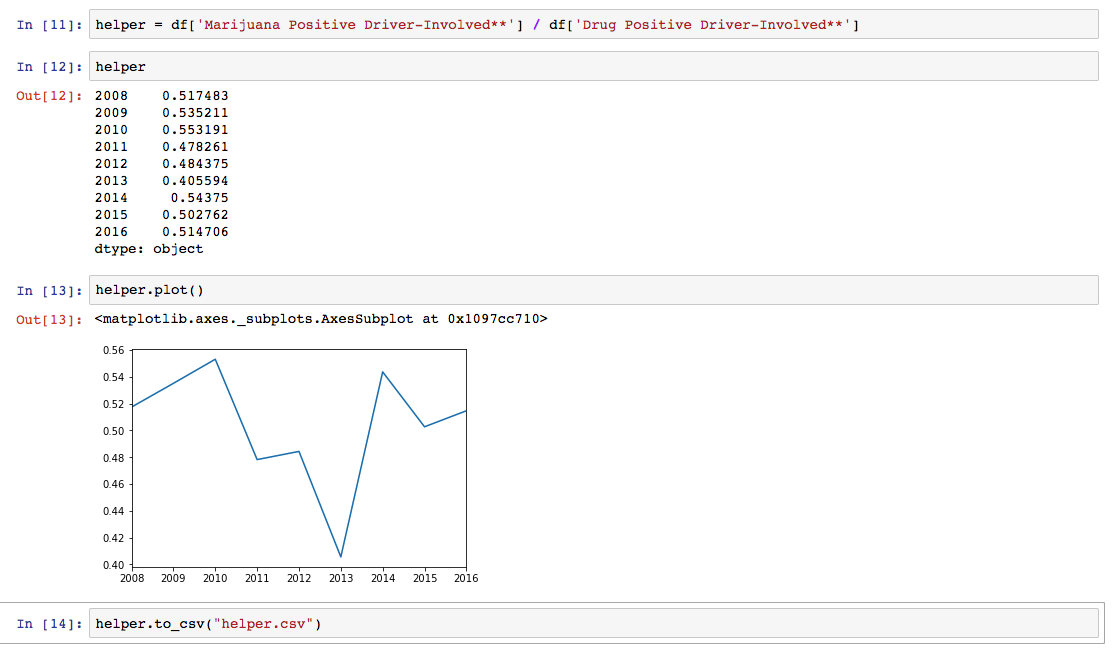 In [11]: helper = df['Marijuana Positive Driver-Involved**'] / df['Drug Positive Driver-Involved**']
In [12]: helper
Out[12]: 2008    0.517483
2009    0.535211
2010    0.553191
2011    0.478261
2012    0.484375
2013    0.405594
2014     0.54375
2015    0.502762
2016    0.514706
dtype: object
In [13]: helper.plot()
Out[13]: <matplotlib.axes._subplots.AxesSubplot at 0x1097cc710>
0.56
0.54
0.52
0.50
0.48
0.46
0.44
0.42
0.40
2008 2009 2010 2011 2012 2013 2014 2015 2016
In [14]: helper.to_csv("helper.csv")